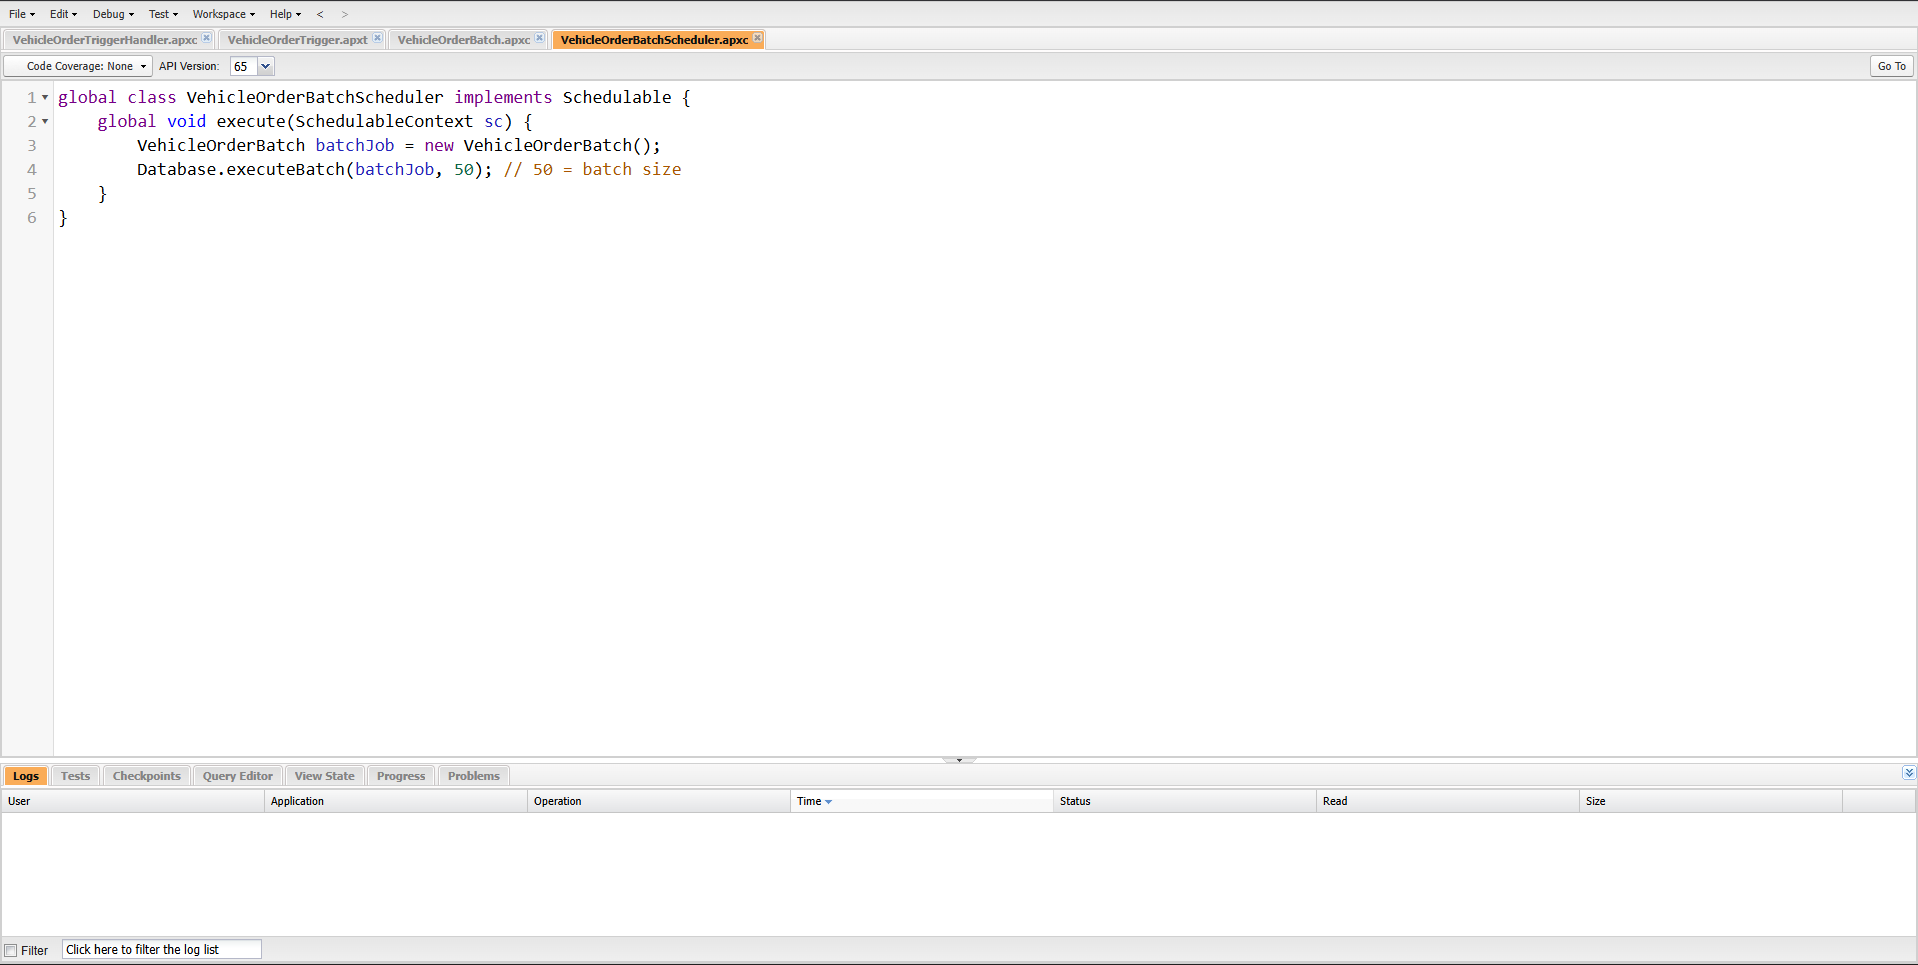 File Edit Debug Test Workspace Help < >
VehicleOrderTriggerHandler.apxc VehicleOrderTrigger.apxt VehicleOrderBatch.apxc VehicleOrderBatchScheduler.apxc
Code Coverage: None API Version: 65 Go To
1 global class VehicleOrderBatchScheduler implements Schedulable {
2 global void execute(SchedulableContext sc) {
3 VehicleOrderBatch batchJob = new VehicleOrderBatch();
4 Database.executeBatch(batchJob, 50); // 50 = batch size
5 }
6 }
Logs Tests Checkpoints Query Editor View State Progress Problems
User Application Operation Time Status Read Size
Filter Click here to filter the log list